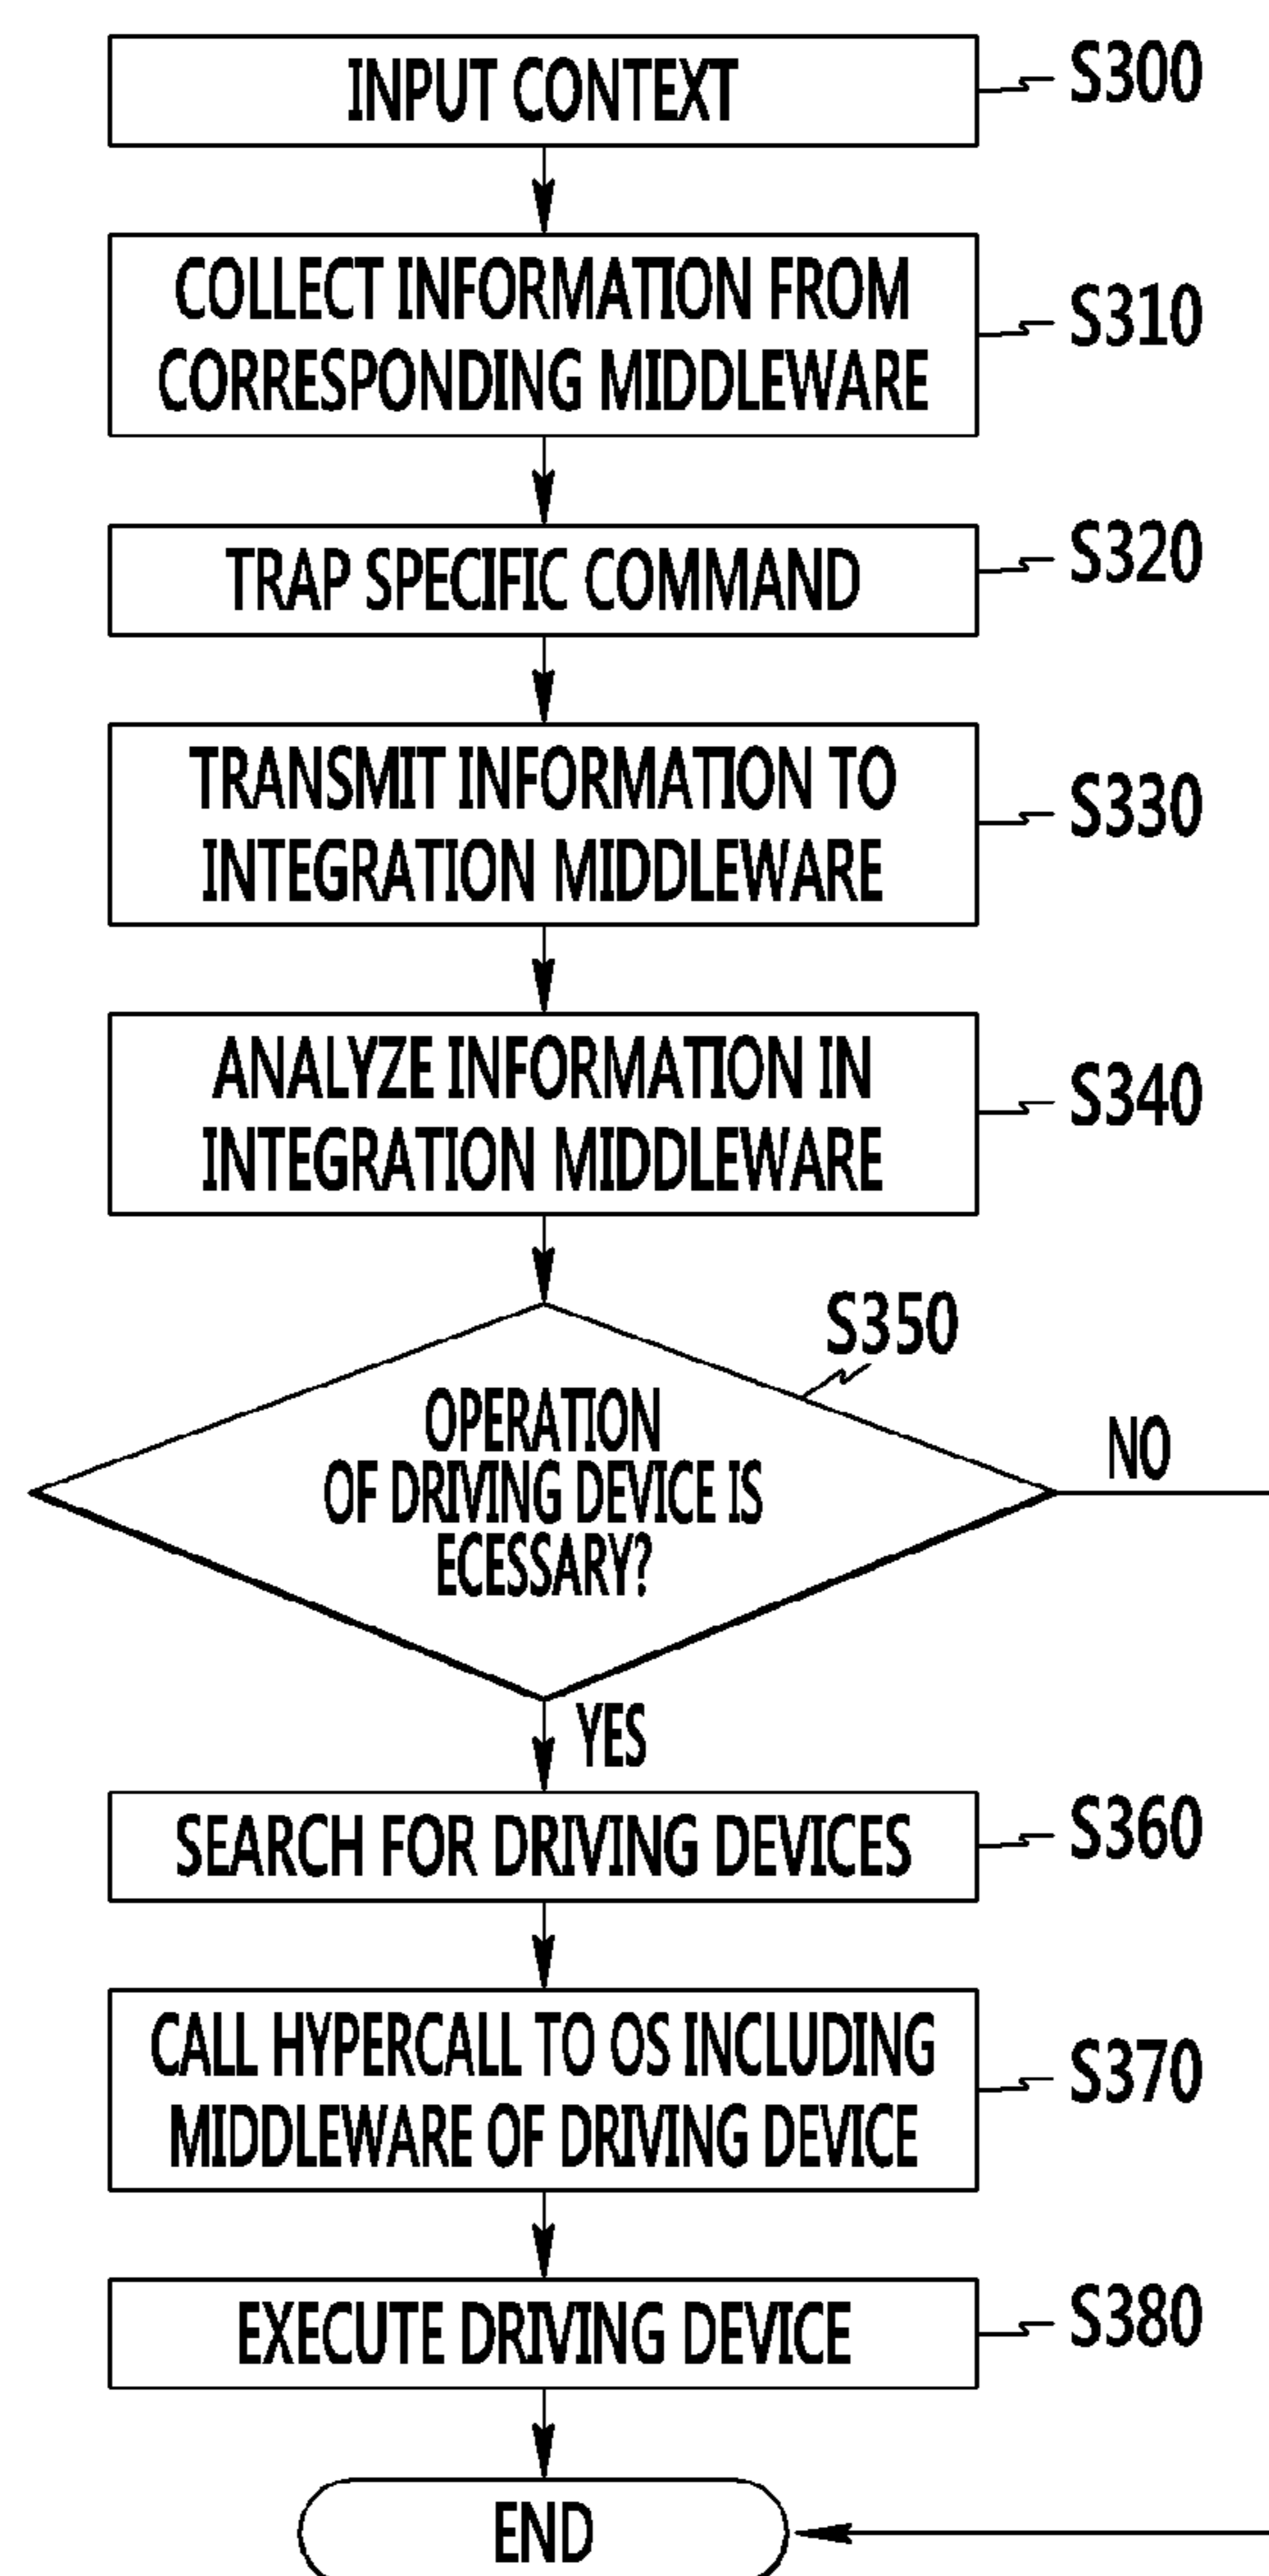 INPUT CONTEXT
S300
COLLECT INFORMATION FROM
CORRESPONDING MIDDLEWARE
S310
TRAP SPECIFIC COMMAND
S320
TRANSMIT INFORMATION TO
INTEGRATION MIDDLEWARE
S330
ANALYZE INFORMATION IN
INTEGRATION MIDDLEWARE
S340
S350
OPERATION
OF DRIVING DEVICE IS
ECESSARY?
NO
YES
SEARCH FOR DRIVING DEVICES
S360
CALL HYPERCALL TO OS INCLUDING
MIDDLEWARE OF DRIVING DEVICE
S370
EXECUTE DRIVING DEVICE
S380
END